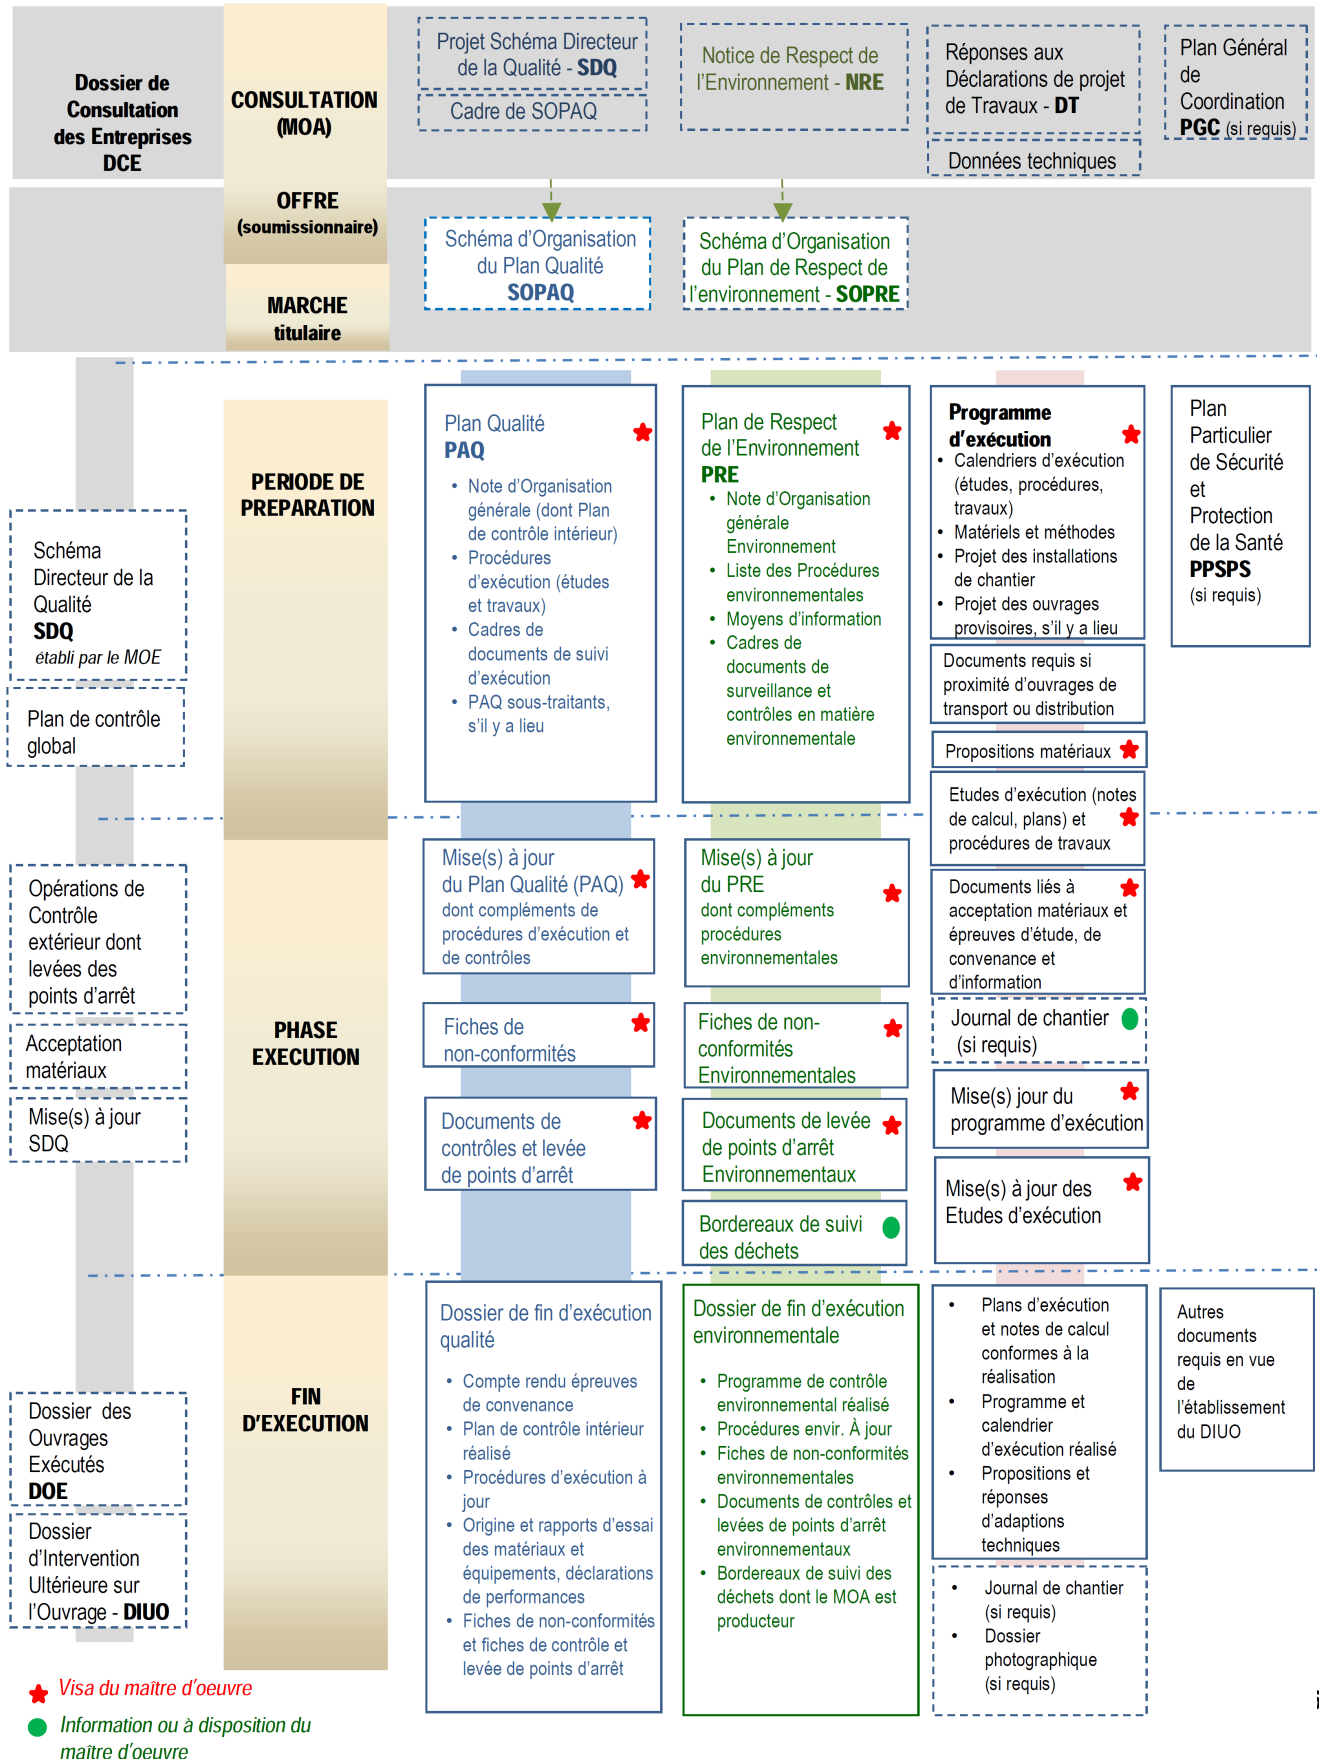 Dossier de
Consultation
des Entreprises
DCE
CONSULTATION
(MOA)
Projet Schéma Directeur
de la Qualité - SDQ
Cadre de SOPAQ
Notice de Respect de
l'Environnement - NRE
Réponses aux
Déclarations de projet
de Travaux - DT
Données techniques
Plan Général
de
Coordination
PGC (si requis)
OFFRE
(soumissionnaire)
Schéma d'Organisation
du Plan Qualité
SOPAQ
Schéma d'Organisation
du Plan de Respect de
l'environnement - SOPRE
MARCHE
titulaire
Schéma
Directeur de la
Qualité
SDQ
établi par le MOE
Plan de contrôle
global
PERIODE DE
PREPARATION
Plan Qualité
PAQ
• Note d'Organisation
générale (dont Plan
de contrôle intérieur)
• Procédures
d'exécution (études
et travaux)
• Cadres de
documents de suivi
d'exécution
• PAQ sous-traitants,
s'il y a lieu
Plan de Respect
de l'Environnement
PRE
• Note d'Organisation
générale
Environnement
• Liste des Procédures
environnementales
• Moyens d'information
• Cadres de
documents de
surveillance et
contrôles en matière
environnementale
Programme
d'exécution
• Calendriers d'exécution
(études, procédures,
travaux)
• Matériels et méthodes
• Projet des installations
de chantier
• Projet des ouvrages
provisoires, s'il y a lieu
Documents requis si
proximité d'ouvrages de
transport ou distribution
Propositions matériaux
Etudes d'exécution (notes
de calcul, plans) et
procédures de travaux
Plan
Particulier
de Sécurité
et
Protection
de la Santé
PPSPS
(si requis)
Opérations de
Contrôle
extérieur dont
levées des
points d'arrêt
Acceptation
matériaux
Mise(s) à jour
SDQ
PHASE
EXECUTION
Mise(s) à jour
du Plan Qualité (PAQ)
dont compléments de
procédures d'exécution et
de contrôles
Fiches de
non-conformités
Documents de
contrôles et levée
de points d'arrêt
Mise(s) à jour
du PRE
dont compléments
procédures
environnementales
Fiches de non-
conformités
Environnementales
Documents de levée
de points d'arrêt
Environnementaux
Bordereaux de suivi
des déchets
Documents liés à
acceptation matériaux et
épreuves d'étude, de
convenance et
d'information
Journal de chantier
(si requis)
Mise(s) jour du
programme d'exécution
Mise(s) à jour des
Etudes d'exécution
Dossier des
Ouvrages
Exécutés
DOE
Dossier
d'Intervention
Ultérieure sur
l'Ouvrage - DIUO
FIN
D'EXECUTION
Dossier de fin d'exécution
qualité
• Compte rendu épreuves
de convenance
• Plan de contrôle intérieur
réalisé
• Procédures d'exécution à
jour
• Origine et rapports d'essai
des matériaux et
équipements, déclarations
de performances
• Fiches de non-conformités
et fiches de contrôle et
levée de points d'arrêt
Dossier de fin d'exécution
environnementale
• Programme de contrôle
environnemental réalisé
• Procédures envir. À jour
• Fiches de non-conformités
environnementales
• Documents de contrôles et
levées de points d'arrêt
environnementaux
• Bordereaux de suivi des
déchets dont le MOA est
producteur
• Plans d'exécution
et notes de calcul
conformes à la
réalisation
• Programme et
calendrier
d'exécution réalisé
• Propositions et
réponses
d'adaptions
techniques
• Journal de chantier
(si requis)
• Dossier
photographique
(si requis)
Autres
documents
requis en vue
de
l'établissement
du DIUO
Visa du maître d'oeuvre
Information ou à disposition du
maître d'oeuvre